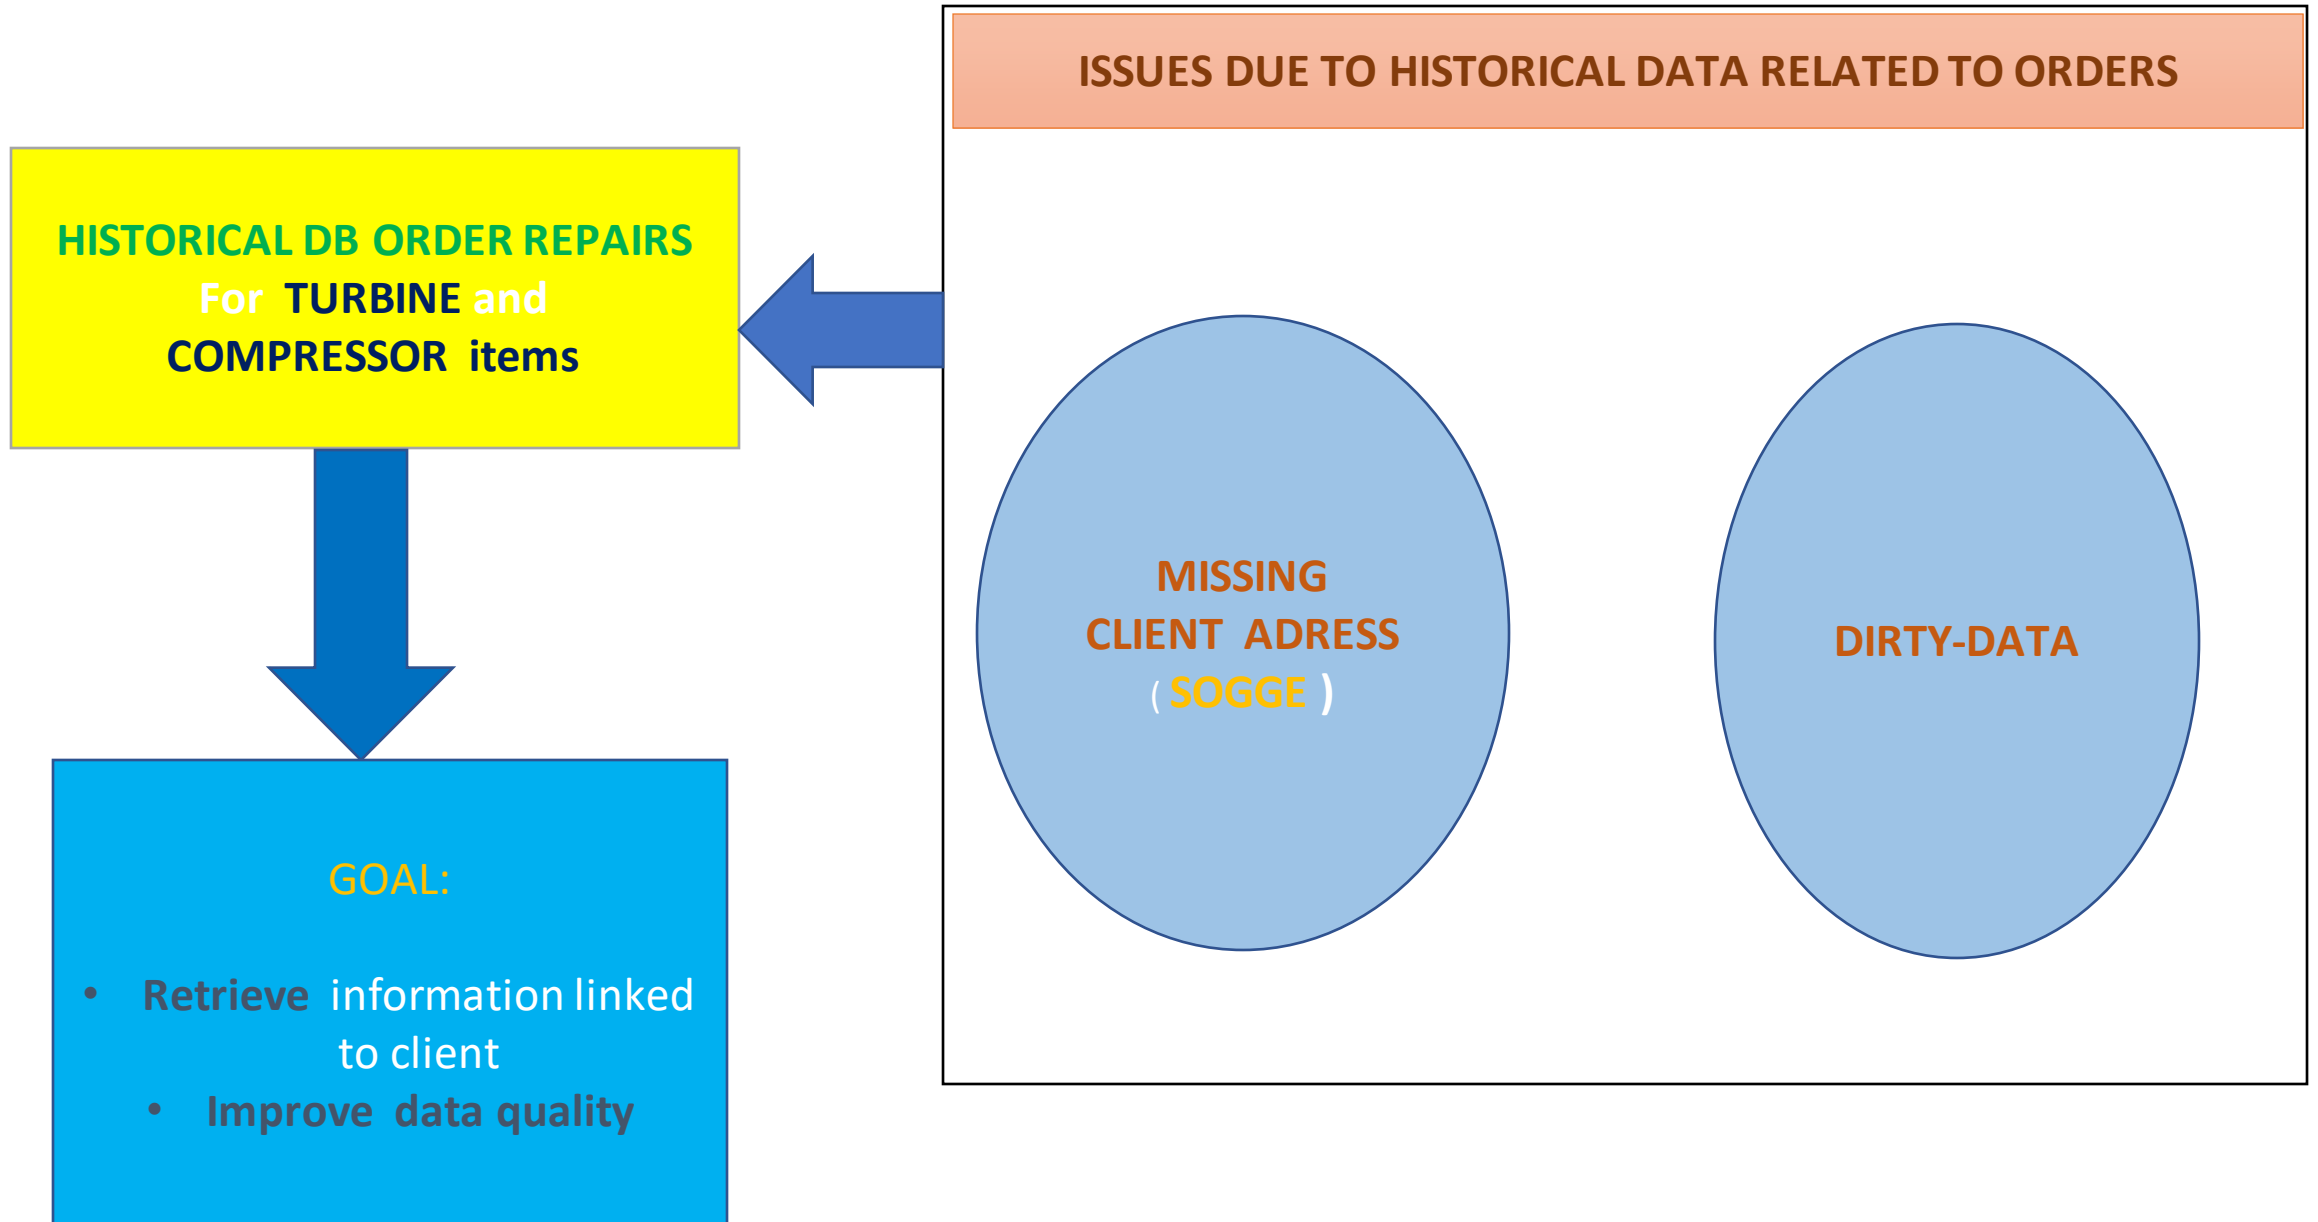 ISSUES DUE TO HISTORICAL DATA RELATED TO ORDERS
HISTORICAL DB ORDER REPAIRS
For TURBINE and
COMPRESSOR items
MISSING
CLIENT ADRESS
( SOGGE )
DIRTY-DATA
GOAL:
• Retrieve information linked
to client
• Improve data quality